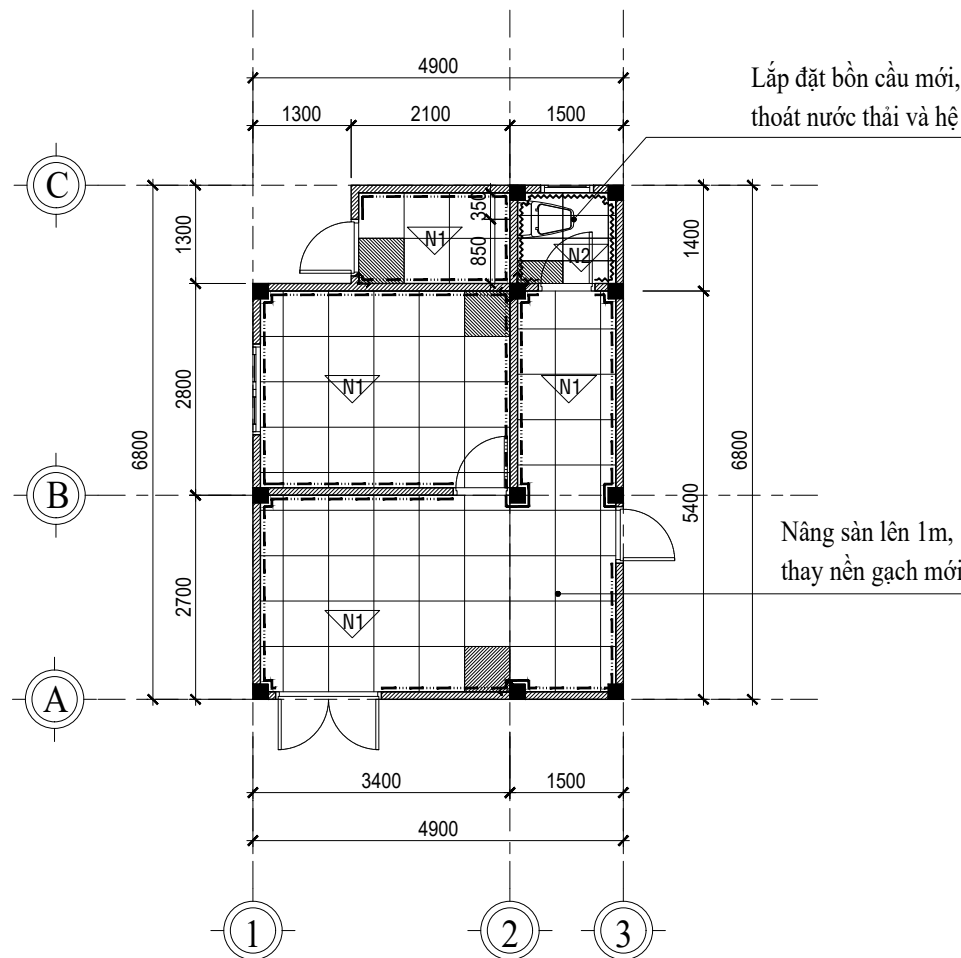 4900
1300 2100 1500
Lắp đặt bồn cầu mới,
thoát nước thải và hệ
C
1300
350
850
N1
N2
1400
2800
N1
N1
6800
6800
B
5400
Nâng sàn lên 1m,
thay nền gạch mới
2700
N1
A
3400 1500
4900
1 2 3